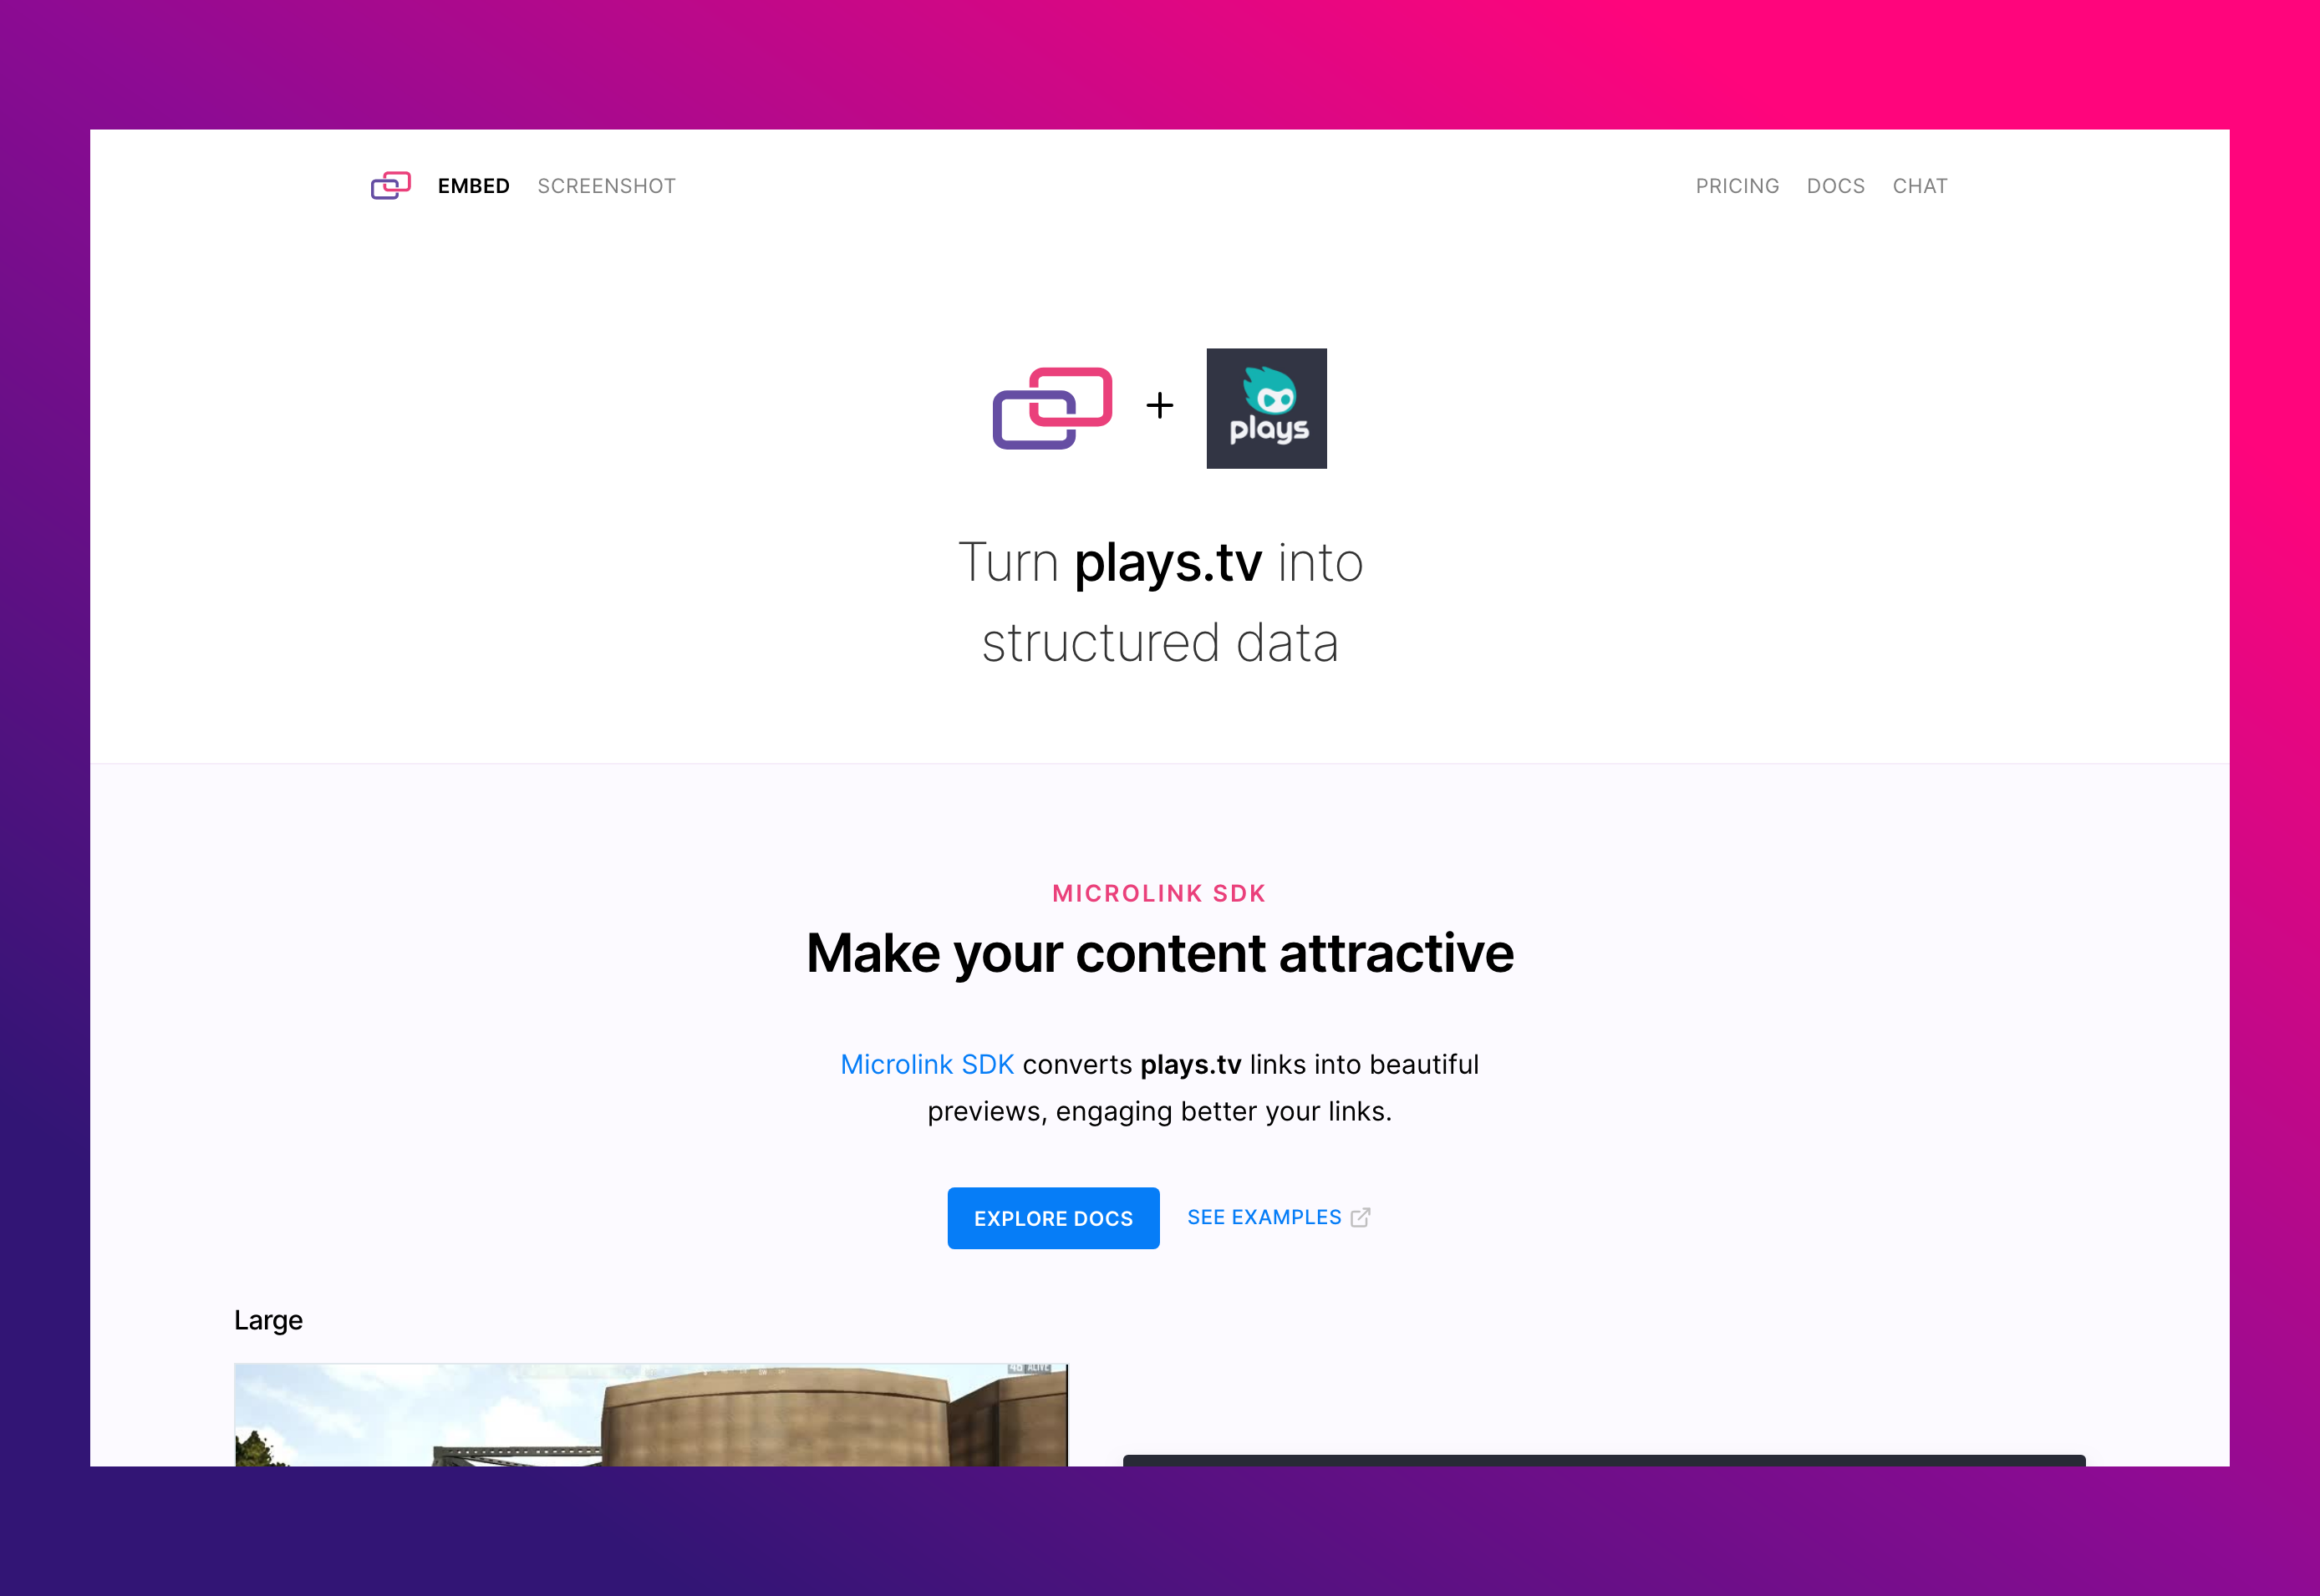 EMBED SCREENSHOT PRICING DOCS CHAT
+
plays
Turn plays.tv into
structured data
MICROLINK SDK
Make your content attractive
Microlink SDK converts plays.tv links into beautiful
previews, engaging better your links.
EXPLORE DOCS SEE EXAMPLES
Large